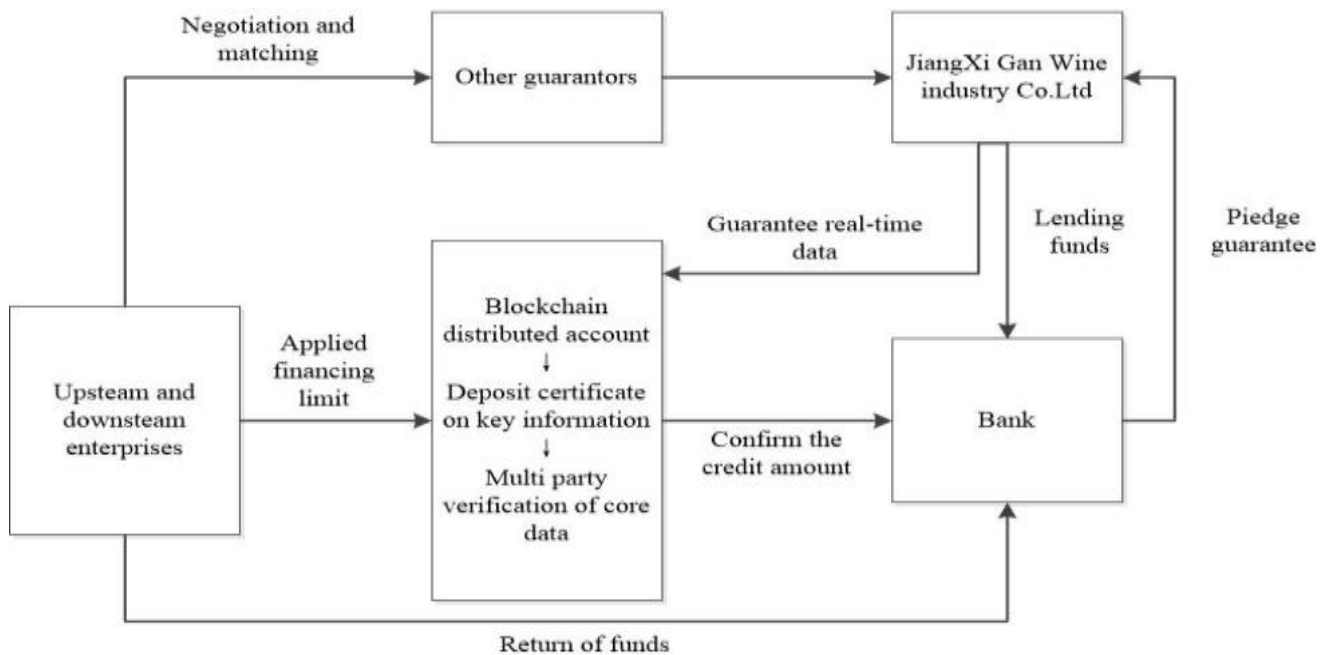 Negotiation and
matching
Other guarantors
JiangXi Gan Wine
industry Co.Ltd
Guarantee real-time
data
Lending
funds
Piedge
guarantee
Upsteam and
downsteam
enterprises
Applied
financing
limit
Blockchain
distributed account
↓
Deposit certificate
on key information
↓
Multi party
verification of core
data
Confirm the
credit amount
Bank
Return of funds